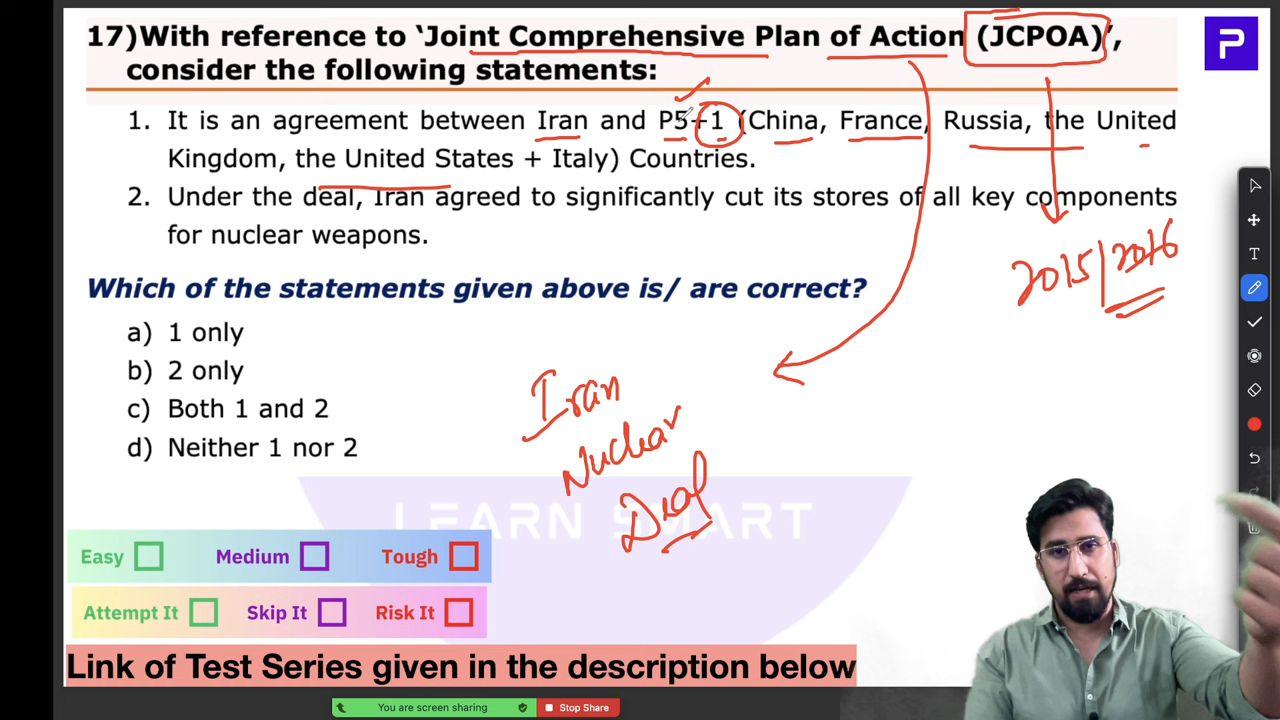 17)With reference to ‘Joint Comprehensive Plan of Action (JCPOA)’,
consider the following statements:
1. It is an agreement between Iran and P5+1 (China, France, Russia, the United
Kingdom, the United States + Italy) Countries.
2. Under the deal, Iran agreed to significantly cut its stores of all key components
for nuclear weapons.
2015/2016
Which of the statements given above is/ are correct?
a) 1 only
b) 2 only
c) Both 1 and 2
d) Neither 1 nor 2
Iran
Nuclear
Deal
LEARN SMART
Easy Medium Tough
Attempt It Skip It Risk It
Link of Test Series given in the description below
You are screen sharing Stop Share
P
T